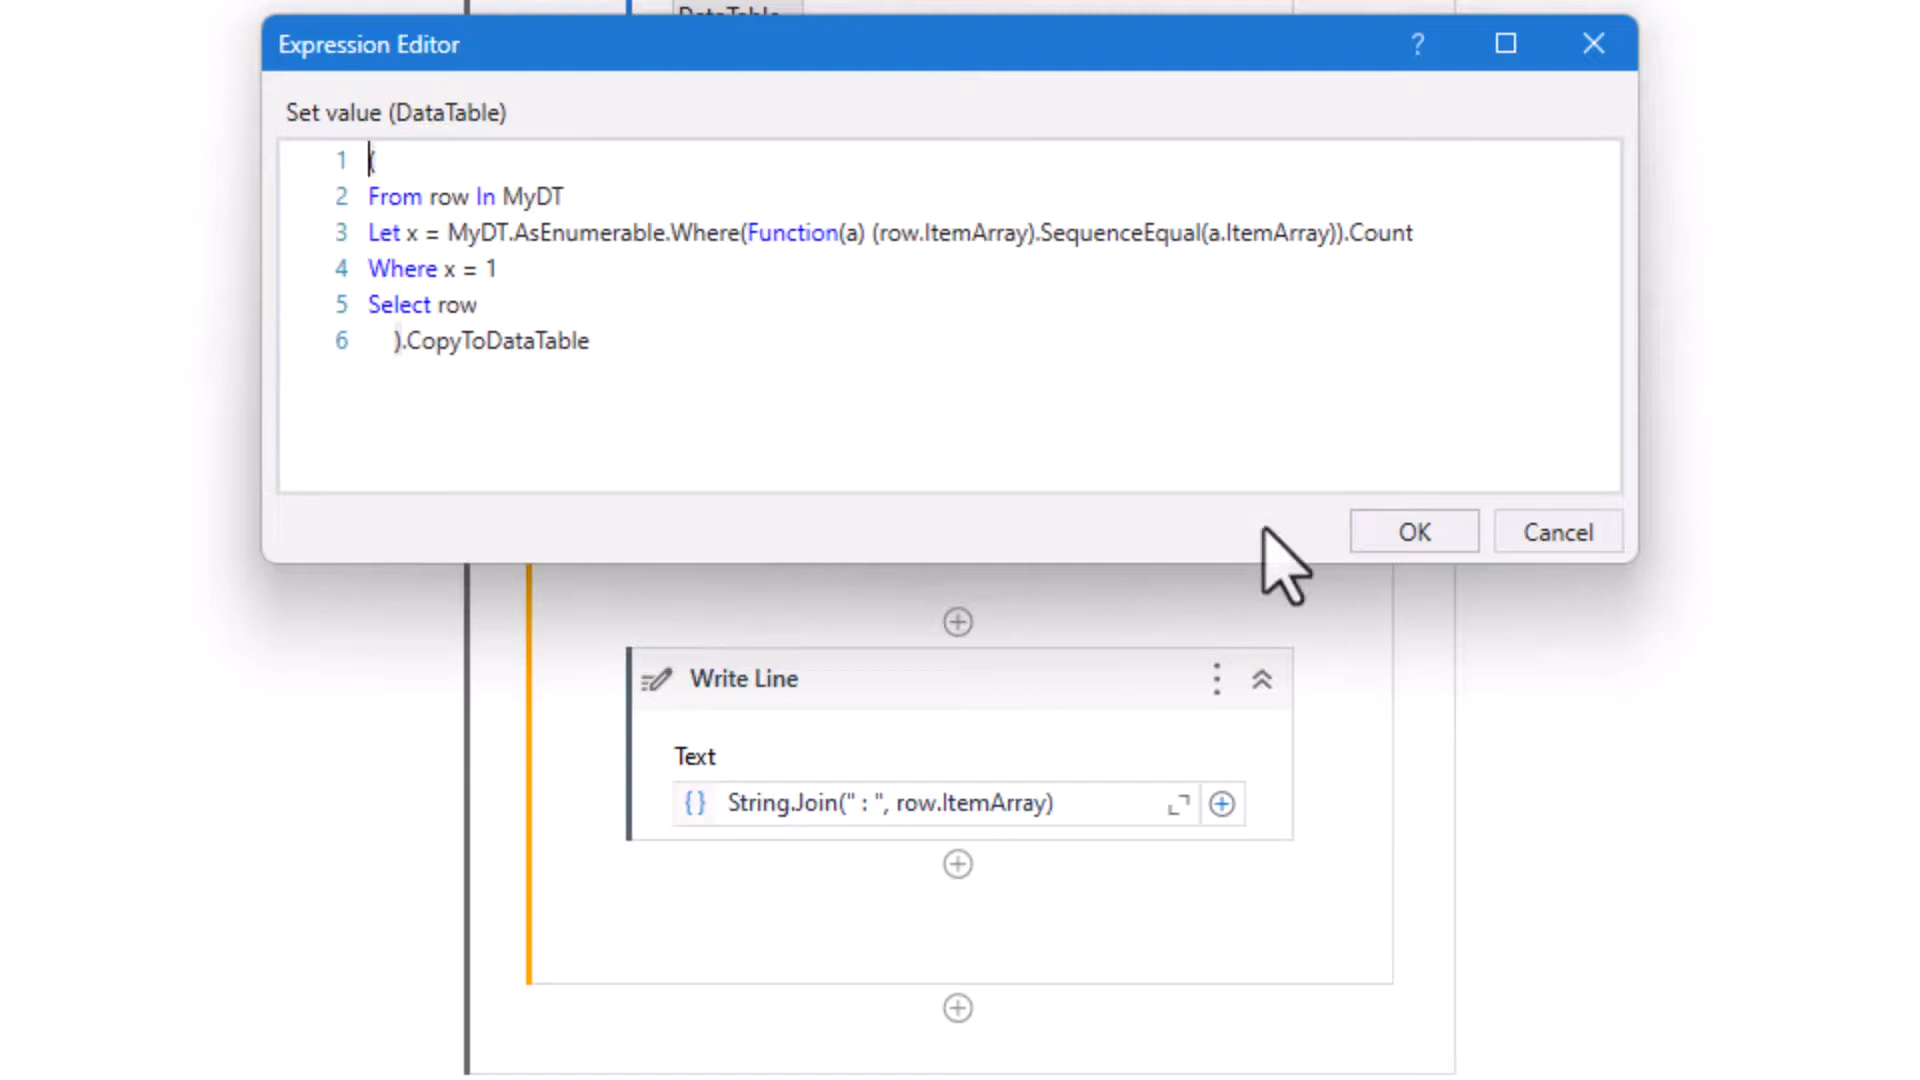 DataTable
Expression Editor
?
Set value (DataTable)
1 (
2 From row In MyDT
3 Let x = MyDT.AsEnumerable.Where(Function(a) (row.ItemArray).SequenceEqual(a.ItemArray)).Count
4 Where x = 1
5 Select row
6 ).CopyToDataTable
OK Cancel
Write Line
Text
{} String.Join(" : ", row.ItemArray)